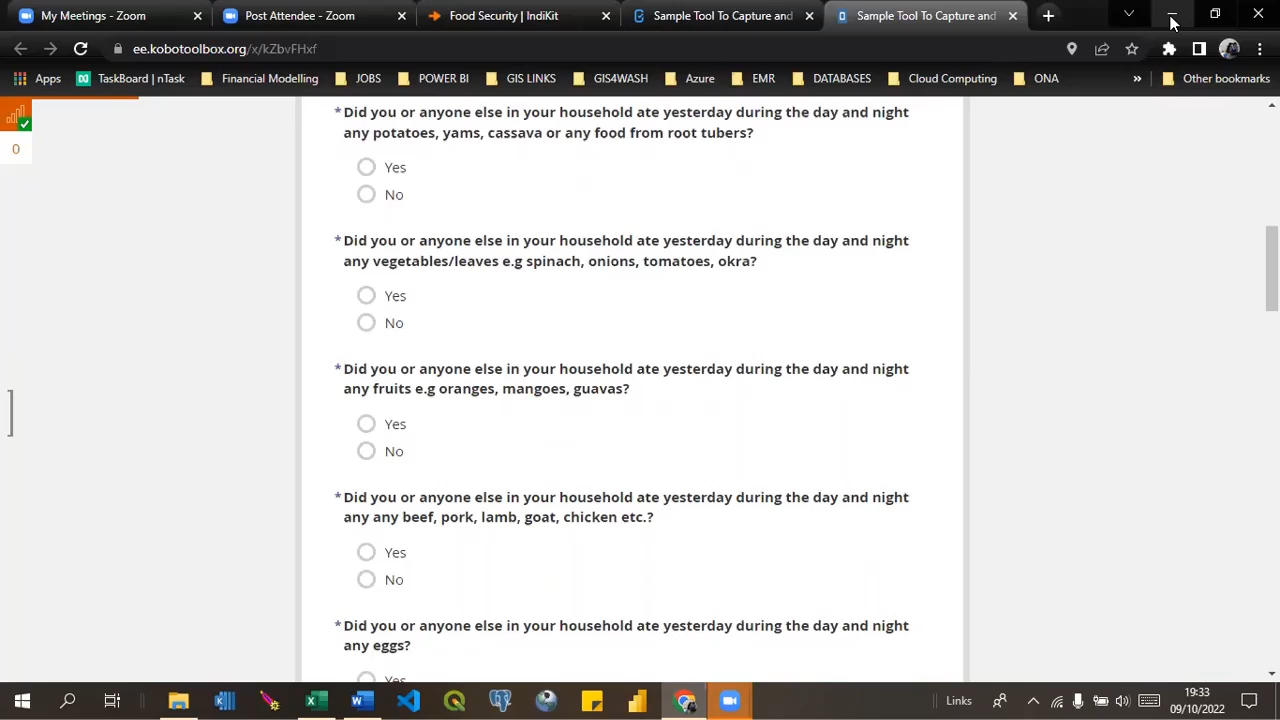 My Meetings - Zoom
Post Attendee - Zoom
Food Security | IndiKit
Sample Tool To Capture and
Sample Tool To Capture and
ee.kobotoolbox.org/x/kZbvFHxf
Apps
TaskBoard | nTask
Financial Modelling
JOBS
POWER BI
GIS LINKS
GIS4WASH
Azure
EMR
DATABASES
Cloud Computing
ONA
»
Other bookmarks
0
* Did you or anyone else in your household ate yesterday during the day and night
any potatoes, yams, cassava or any food from root tubers?
Yes
No
* Did you or anyone else in your household ate yesterday during the day and night
any vegetables/leaves e.g spinach, onions, tomatoes, okra?
Yes
No
* Did you or anyone else in your household ate yesterday during the day and night
any fruits e.g oranges, mangoes, guavas?
Yes
No
* Did you or anyone else in your household ate yesterday during the day and night
any any beef, pork, lamb, goat, chicken etc.?
Yes
No
* Did you or anyone else in your household ate yesterday during the day and night
any eggs?
Yes
Links
19:33
09/10/2022